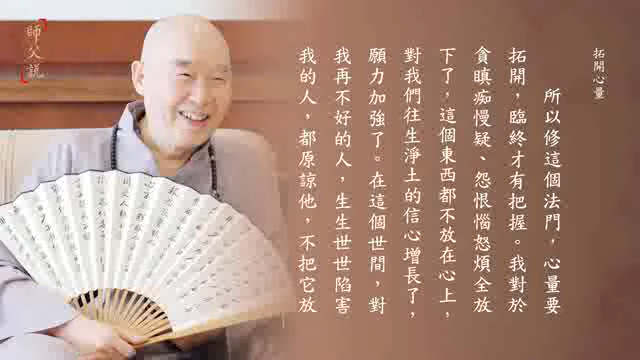 師父說
拓開心量
所以修這個法門，心量要
拓開，臨終才有把握。我對於
貪瞋痴慢疑、怨恨惱怒煩全放
下了，這個東西都不放在心上，
對我們往生淨土的信心增長了，
願力加強了。在這個世間，對
我再不好的人，生生世世陷害
我的人，都原諒他，不把它放